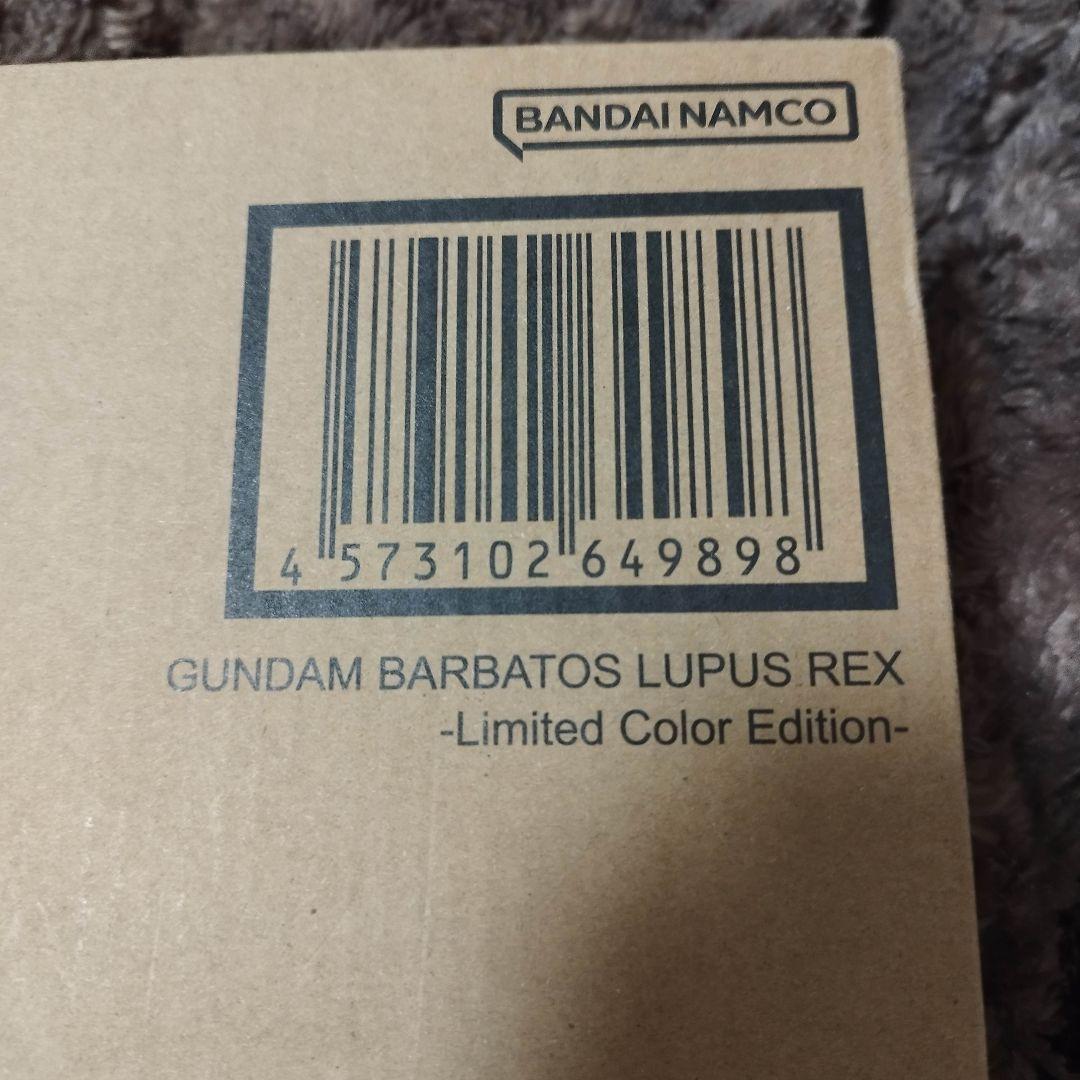 BANDAI NAMCO
4 573102 649898
GUNDAM BARBATOS LUPUS REX
-Limited Color Edition-